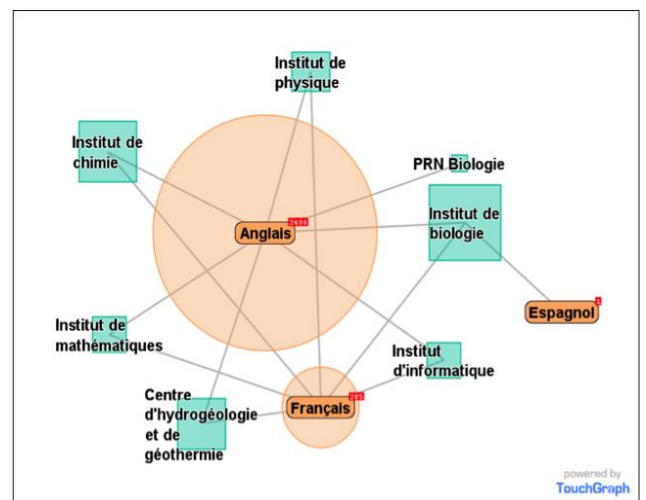 Institut de
physique
Institut de
chimie
PRN Biologie
Institut de
biologie
Anglais
Espagnol
1
Institut de
mathématiques
Institut
d'informatique
Centre
d'hydrogéologie
et de
géothermie
Français
powered by
TouchGraph